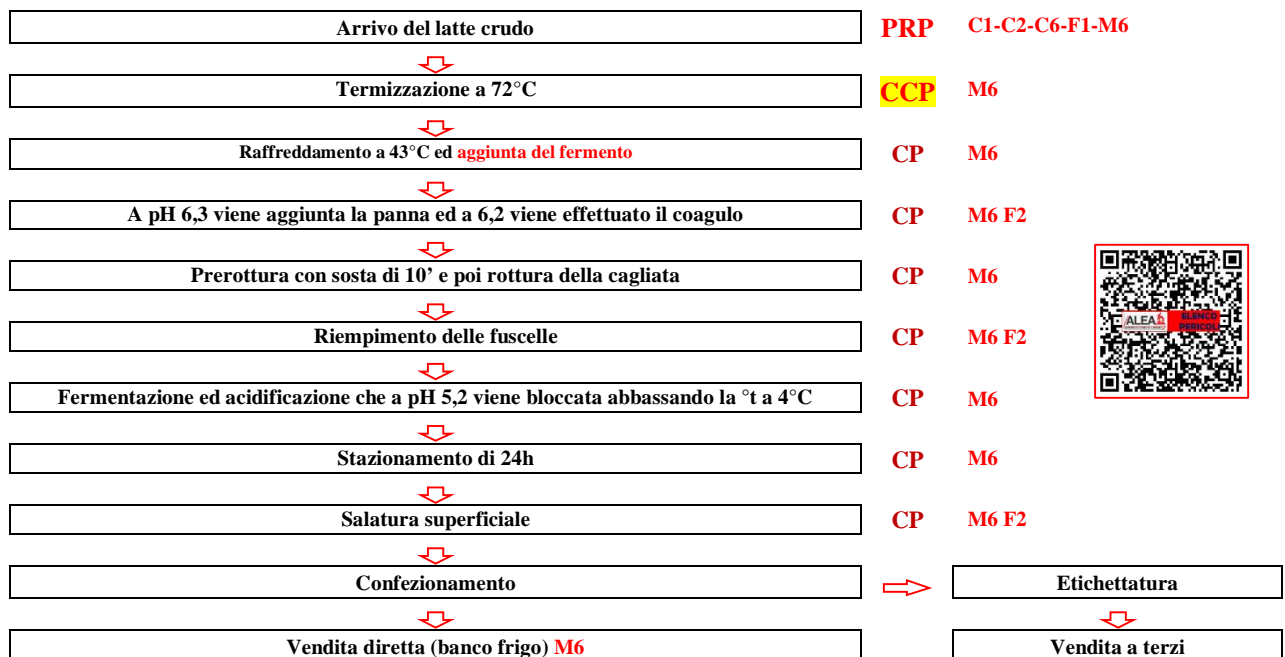 Arrivo del latte crudo PRP C1-C2-C6-F1-M6
Termizzazione a 72°C CCP M6
Raffreddamento a 43°C ed aggiunta del fermento CP M6
A pH 6,3 viene aggiunta la panna ed a 6,2 viene effettuato il coagulo CP M6 F2
Prerottura con sosta di 10’ e poi rottura della cagliata CP M6
Riempimento delle fuscelle CP M6 F2
ALEA ELENCO
PERICOLI
Fermentazione ed acidificazione che a pH 5,2 viene bloccata abbassando la °t a 4°C CP M6
Stazionamento di 24h CP M6
Salatura superficiale CP M6 F2
Confezionamento Etichettatura
Vendita diretta (banco frigo) M6 Vendita a terzi